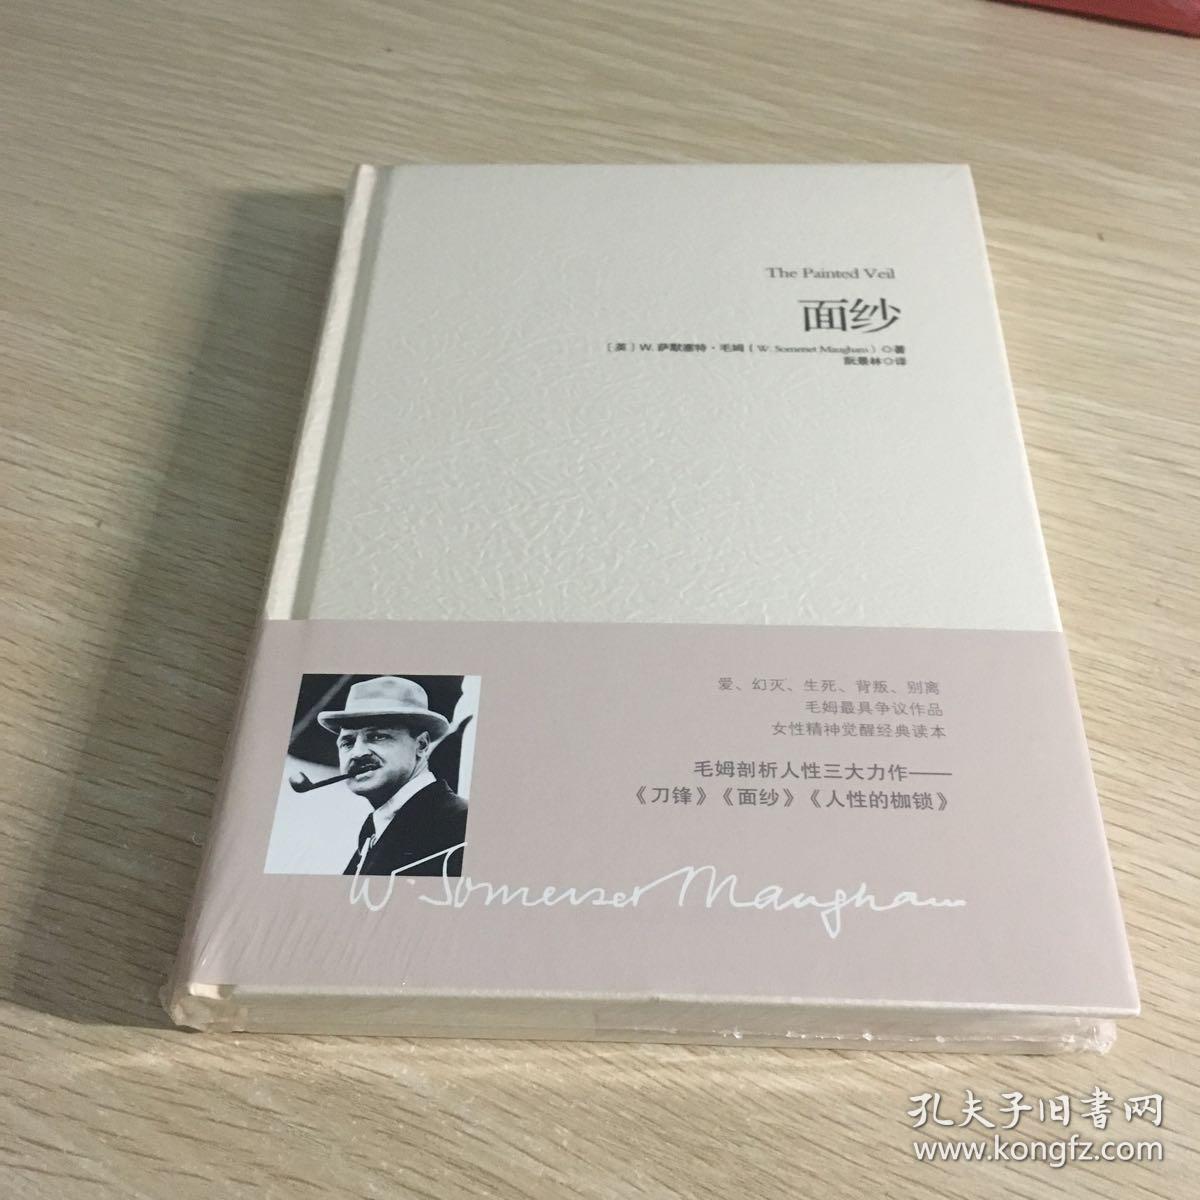 The Painted Veil
面纱
［英］W. 萨默塞特·毛姆（W. Somerset Maugham）◎著
阮景林◎译
爱、幻灭、生死、背叛、别离
毛姆最具争议作品
女性精神觉醒经典读本
毛姆剖析人性三大力作——
《刀锋》《面纱》《人性的枷锁》
W. Somerset Maugham
孔夫子旧书网
www.kongfz.com